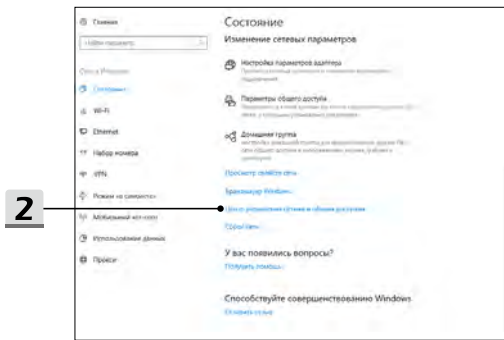 Главная
Найти параметр
Сеть и Интернет
Состояние
Wi-Fi
Ethernet
Набор номера
VPN
Режим «в самолете»
Мобильный хот-спот
Использование данных
Прокси
Состояние
Изменение сетевых параметров
Настройка параметров адаптера
Параметры общего доступа
Домашняя группа
Просмотр свойств сети
Брандмауэр Windows
Центр управления сетями и общим доступом
Сброс сети
У вас появились вопросы?
Получить помощь
Способствуйте совершенствованию Windows
Оставить отзыв
2